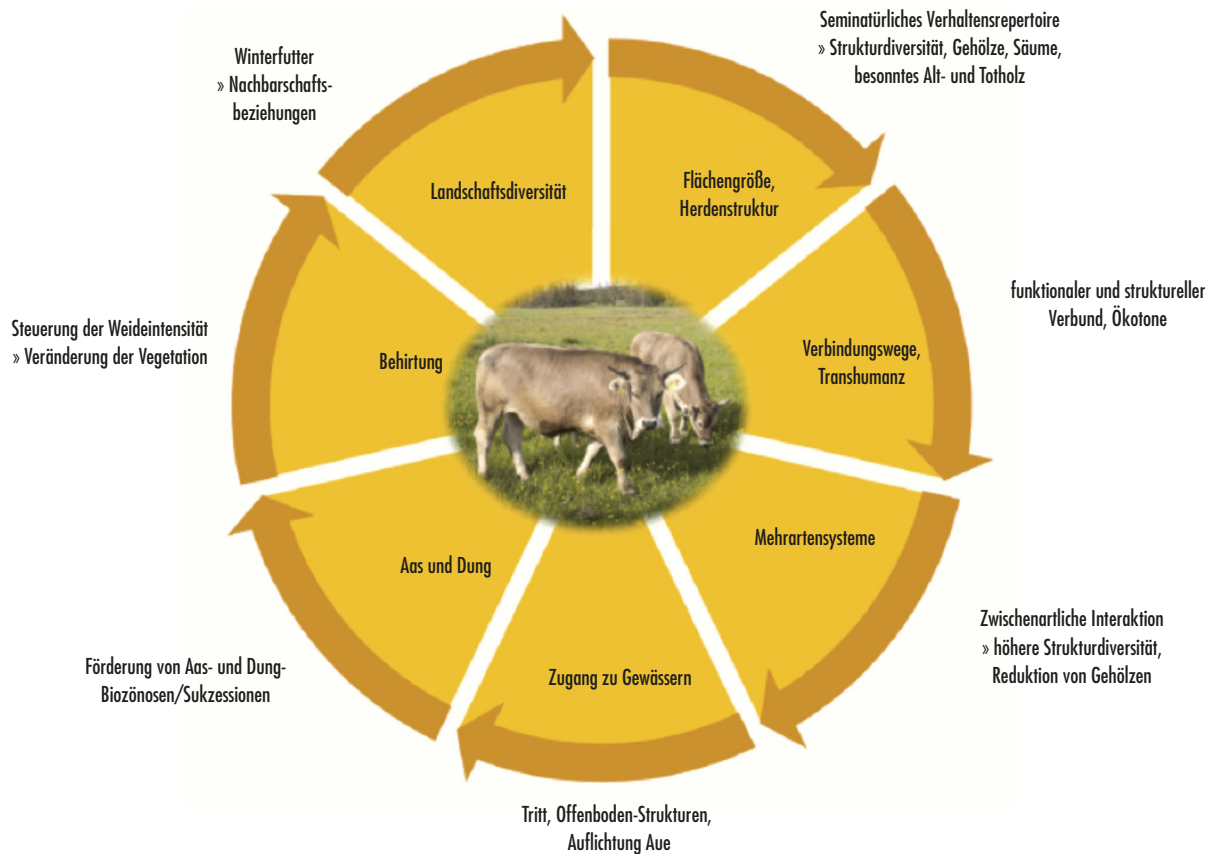 Seminatürliches Verhaltensrepertoire
» Strukturdiversität, Gehölze, Säume,
besonntes Alt- und Totholz
Winterfutter
» Nachbarschafts-
beziehungen
Landschaftsdiversität
Flächengröße,
Herdenstruktur
funktionaler und struktureller
Verbund, Ökotone
Steuerung der Weideintensität
» Veränderung der Vegetation
Behirtung
Verbindungswege,
Transhumanz
Mehrartensysteme
Aas und Dung
Zwischenartliche Interaktion
» höhere Strukturdiversität,
Reduktion von Gehölzen
Förderung von Aas- und Dung-
Biozönosen/Sukzessionen
Zugang zu Gewässern
Tritt, Offenboden-Strukturen,
Auflichtung Aue